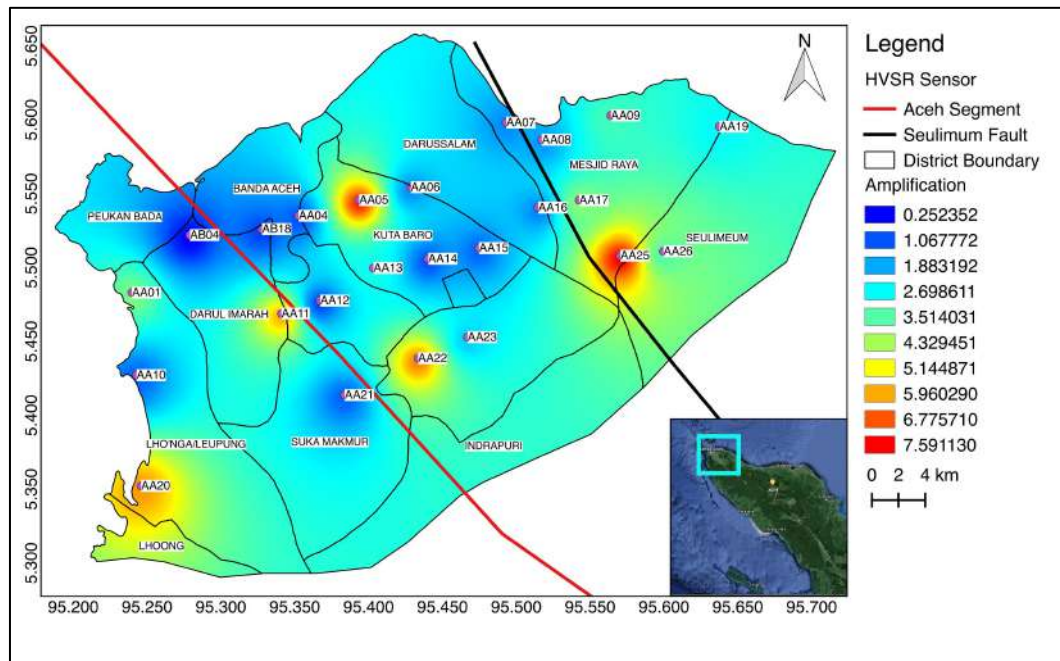 5.650
5.600
5.550
5.500
5.450
5.400
5.350
5.300
N
AA07
AA08
AA09
AA19
DARUSSALAM
MESJID RAYA
BANDA ACEH
AA06
AA05
AA17
PEUKAN BADA
AA04
AA16
AB04
AB18
KUTA BARO
SEULIMEUM
AA15
AA14
AA25
AA26
AA13
AA01
AA12
DARUL IMARAH
AA11
AA23
AA22
AA10
AA21
LHO'NGA/LEUPUNG
SUKA MAKMUR
INDRAPURI
AA20
LHOONG
95.200
95.250
95.300
95.350
95.400
95.450
95.500
95.550
95.600
95.650
95.700
Legend
HVSR Sensor
Aceh Segment
Seulimum Fault
District Boundary
Amplification
0.252352
1.067772
1.883192
2.698611
3.514031
4.329451
5.144871
5.960290
6.775710
7.591130
0 2 4 km